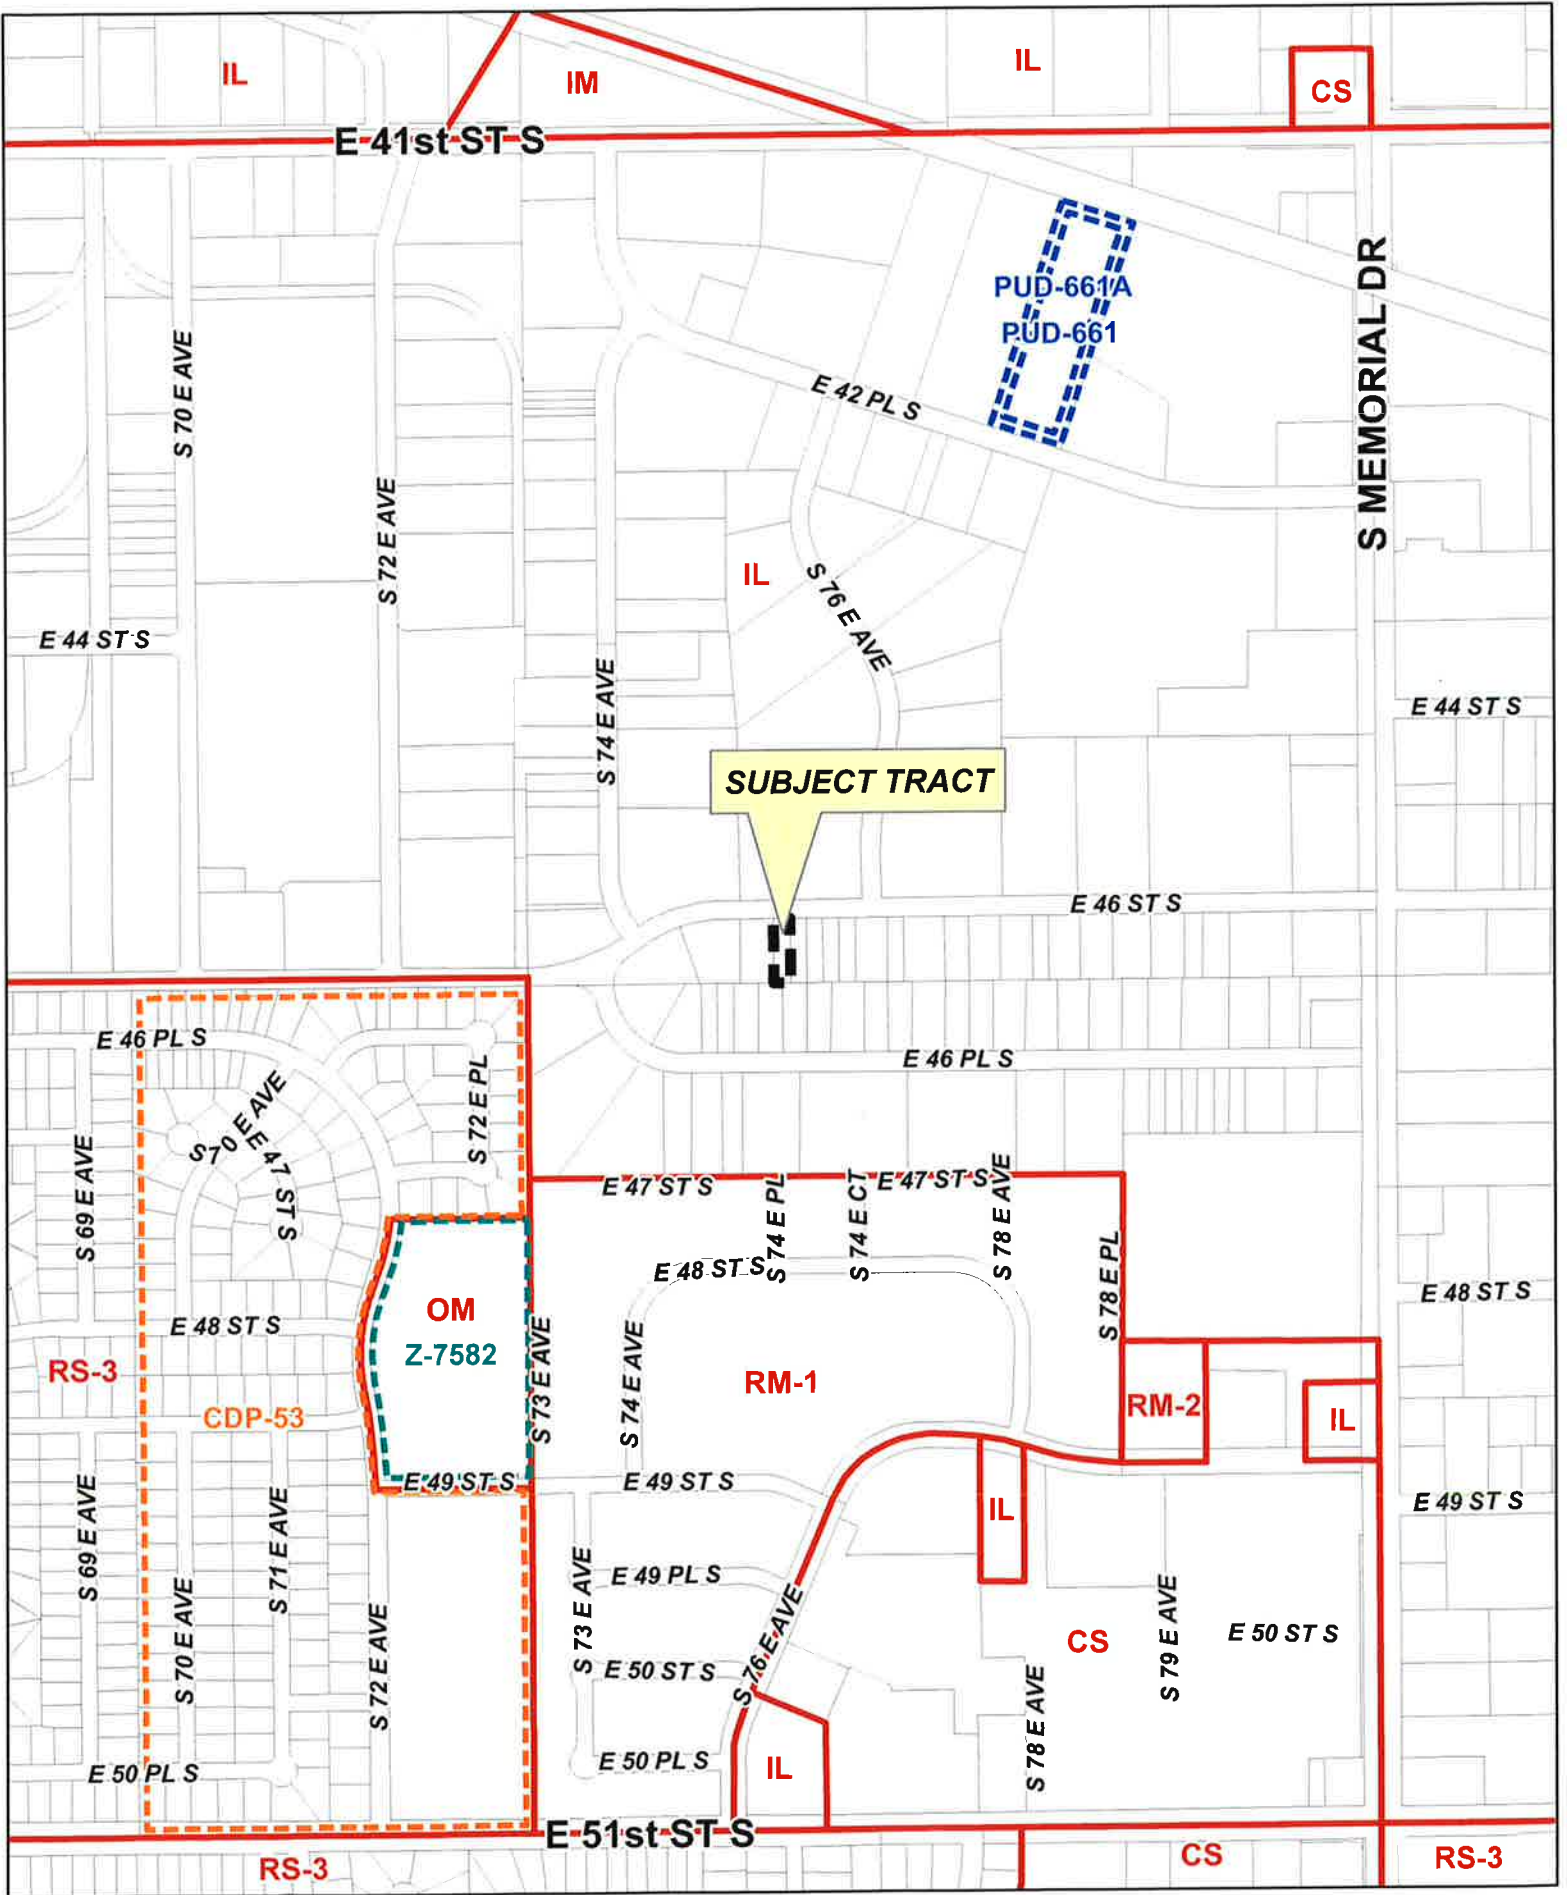 IL
IM
IL
CS
E 41st ST S
PUD-661A
PUD-661
S MEMORIAL DR
S 70 E AVE
E 42 PL S
S 72 E AVE
IL
S 76 E AVE
E 44 ST S
S 74 E AVE
E 44 ST S
SUBJECT TRACT
E 46 ST S
E 46 PL S
E 46 PL S
S 72 E PL
S 70 E AVE
E 47 ST S
S 69 E AVE
E 47 ST S
E 47 ST S
S 74 E PL
S 74 E CT
S 78 E AVE
E 48 ST S
S 78 E PL
OM
Z-7582
E 48 ST S
E 48 ST S
S 73 E AVE
S 74 E AVE
RS-3
RM-1
RM-2
IL
CDP-53
E 49 ST S
E 49 ST S
E 49 ST S
IL
S 69 E AVE
S 71 E AVE
E 49 PL S
S 70 E AVE
S 72 E AVE
S 73 E AVE
S 76 E AVE
CS
S 79 E AVE
E 50 ST S
E 50 ST S
S 78 E AVE
E 50 PL S
E 50 PL S
IL
E 51st ST S
RS-3
CS
RS-3